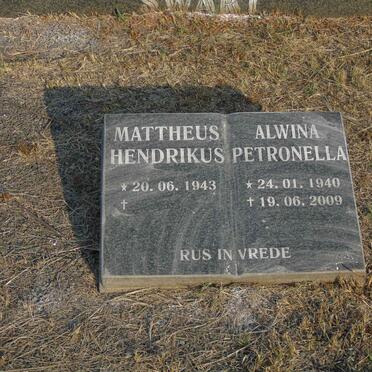 MATTHEUS
HENDRIKUS
* 20. 06. 1943
†
ALWINA
PETRONELLA
* 24. 01. 1940
† 19. 06. 2009
RUS IN VREDE